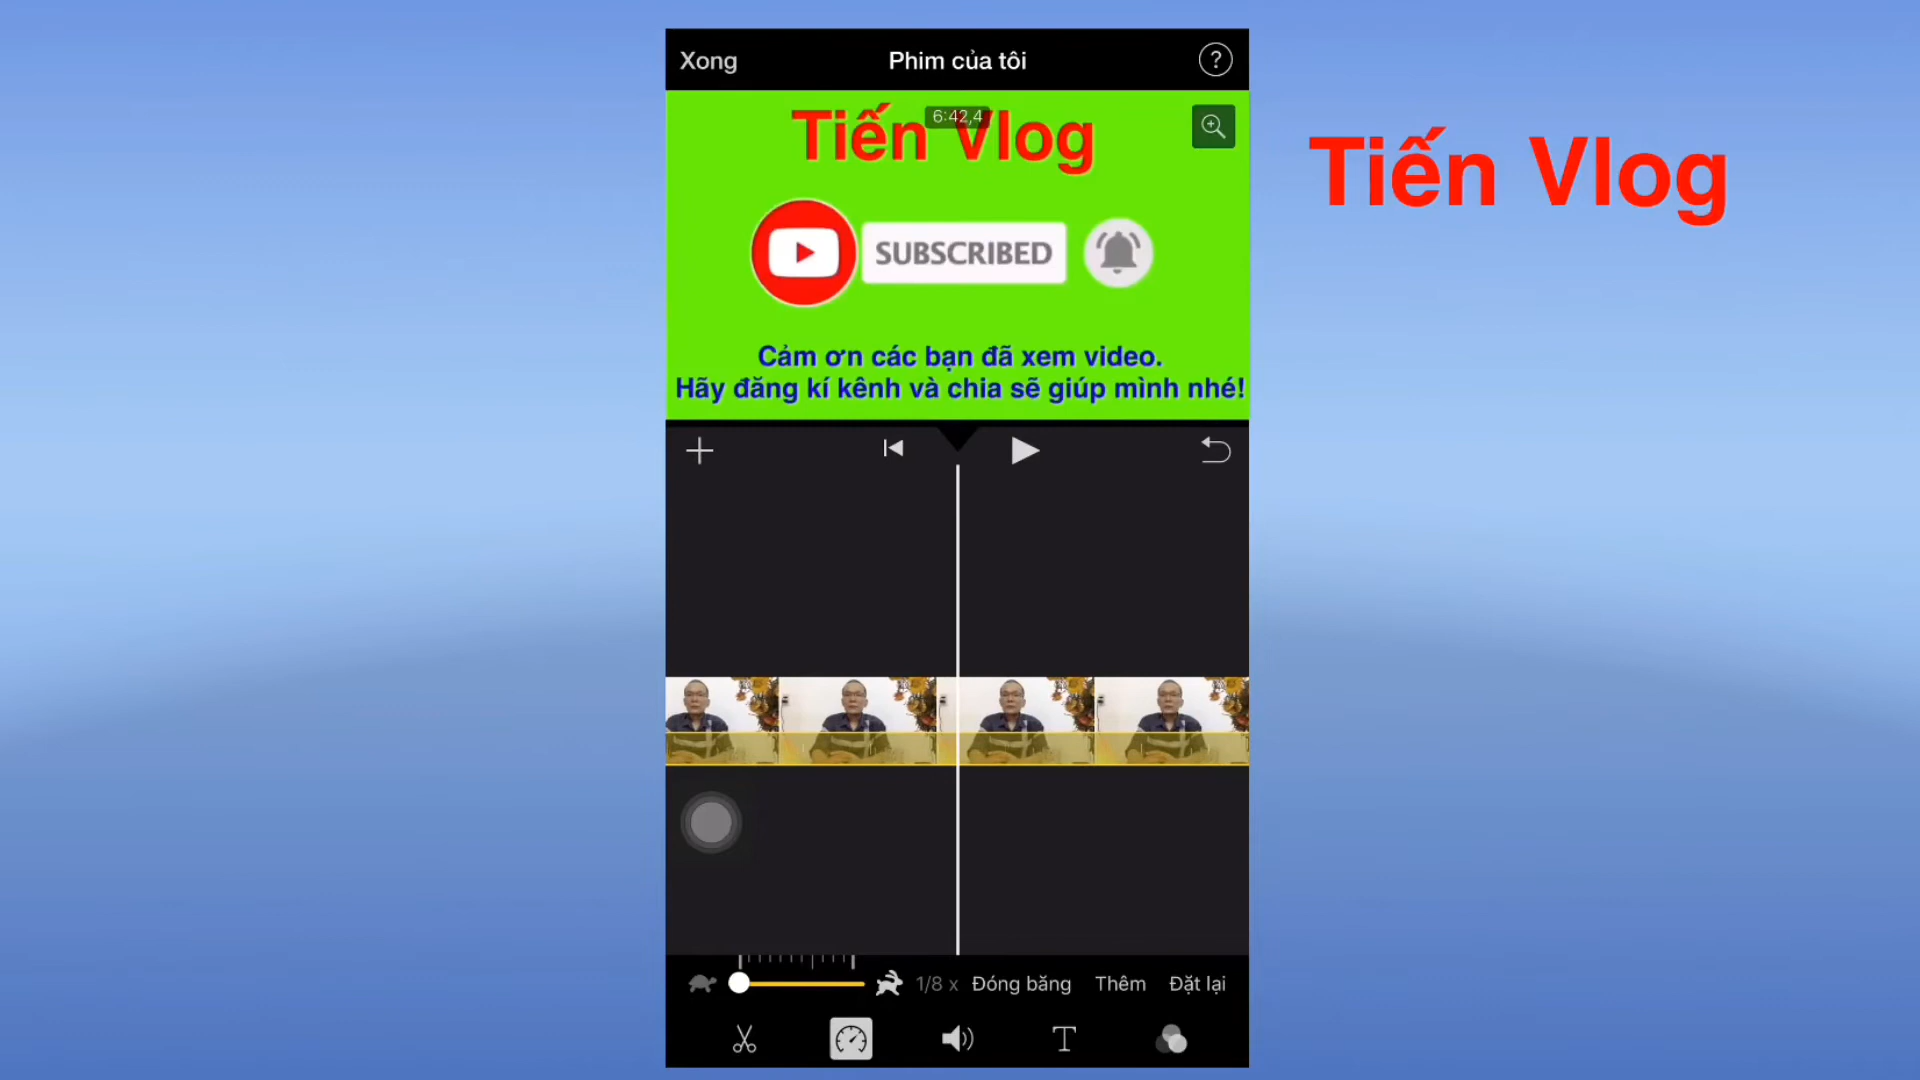 Xong
Phim của tôi
?
6:42,4
Tiến Vlog
SUBSCRIBED
Cảm ơn các bạn đã xem video.
Hãy đăng kí kênh và chia sẽ giúp mình nhé!
Tiến Vlog
1/8 x
Đóng băng
Thêm
Đặt lại
T